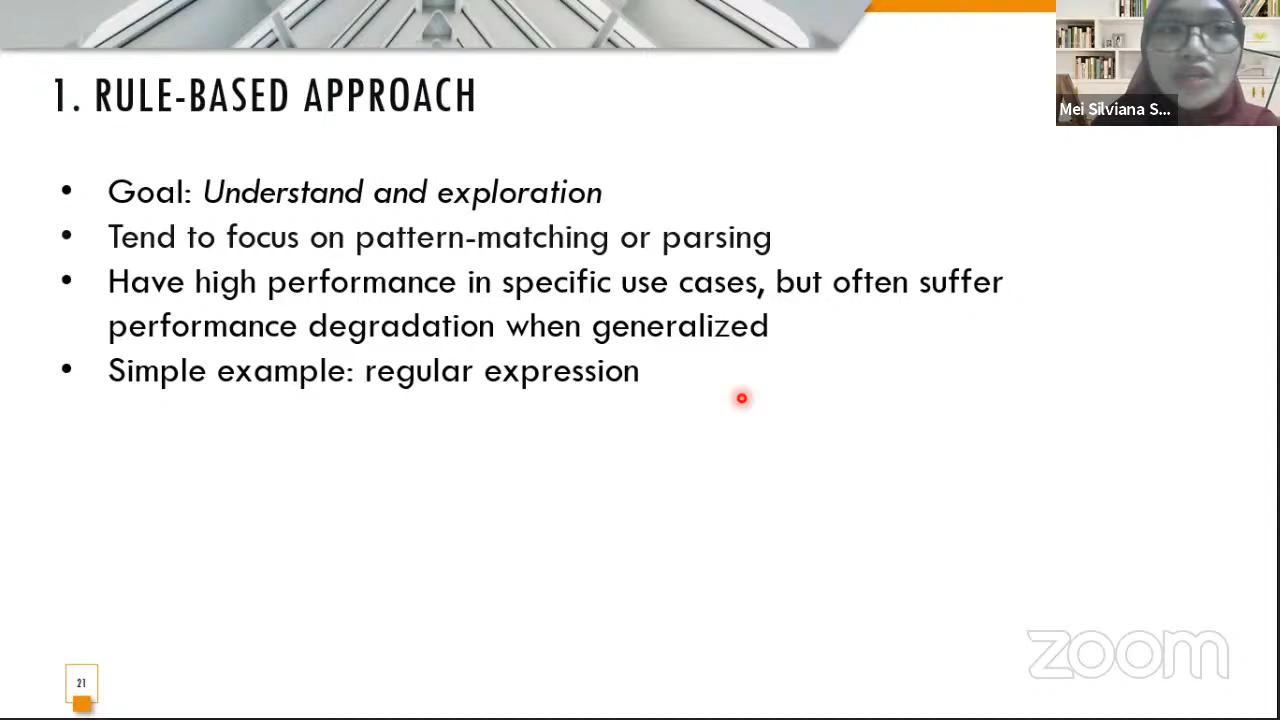 1. RULE-BASED APPROACH
Mei Silviana S...
• Goal: Understand and exploration
• Tend to focus on pattern-matching or parsing
• Have high performance in specific use cases, but often suffer
performance degradation when generalized
• Simple example: regular expression
zoom
21